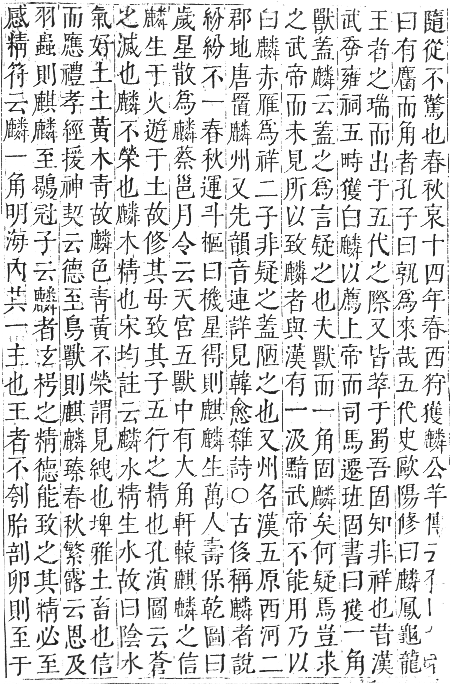 隨從不驚也春秋哀十四年春西狩獲麟公羊傳
曰有麕而角者孔子曰孰爲來哉五代史歐陽修曰麟鳳龜龍
王者之瑞而出于五代之際又皆萃于蜀吾固知非祥也昔漢
武帝雍祠五畤獲白麟以薦上帝而司馬遷班固書曰獲一角
獸蓋麟云蓋之爲言疑之也夫獸而一角固麟矣何疑焉豈求
之武帝而未見所以致麟者與漢有一汲黯武帝不能用乃以
白麟赤雁爲祥二子非疑之蓋陋之也又州名漢五原西河二
郡地唐置麟州又先韻音連詳見韓愈雜詩○古後稱麟者說
紛紛不一春秋運斗樞曰機星得則麒麟生萬人壽保乾圖曰
歲星散爲麟蔡邕月令云天宮五獸中有大角軒轅麒麟之信
麟生于火遊于土故修其母致其子五行之精也孔演圖云蒼
之滅也麟不榮也麟木精也宋均註云麟水精生水故曰陰水
氣好土土黃木青故麟色青黃不榮謂見絏也埤雅土畜也信
而應禮孝經援神契云德至鳥獸則麒麟臻春秋繁露云恩及
羽蟲則麒麟至鶡冠子云麟者玄枵之精德能致之其精必至
感精符云麟一角明海內共一主也王者不刳胎剖卵則至于